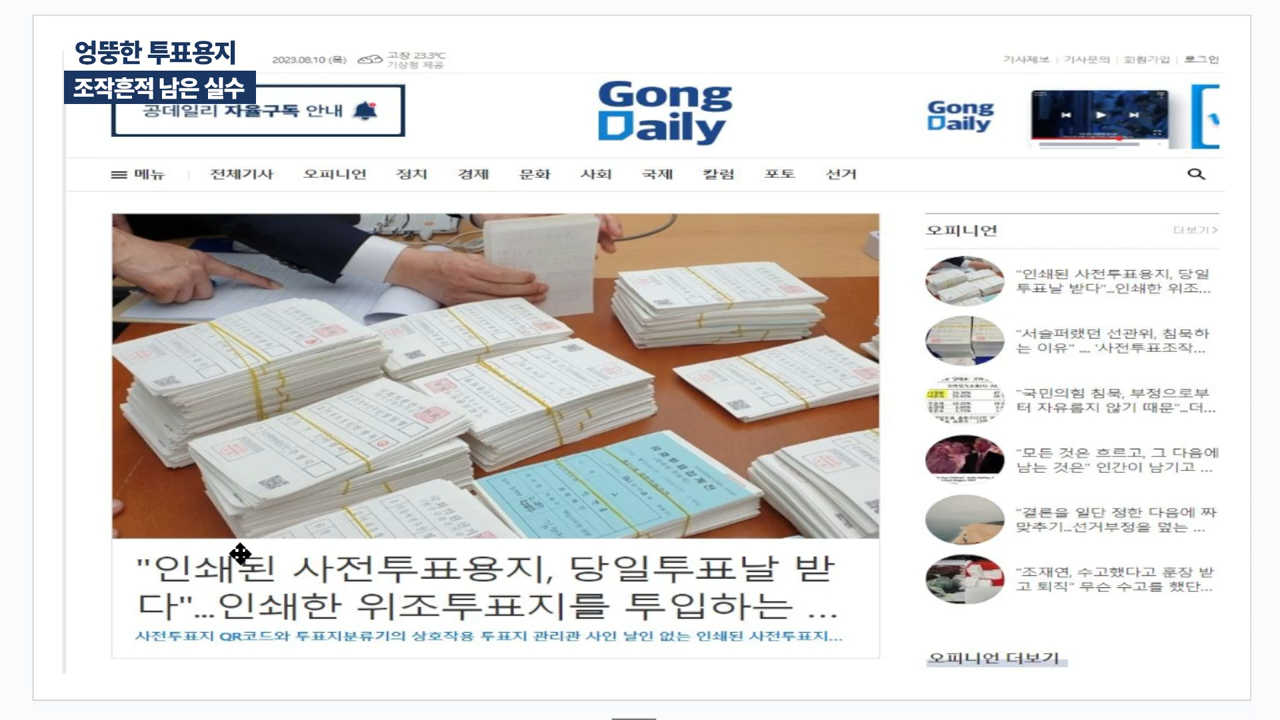 엉뚱한 투표용지
조작흔적 남은 실수
2023.08.10 (목)
고창 23.3℃
기상청 제공
기사제보 | 기사문의 | 회원가입 | 로그인
공데일리 자율구독 안내
Gong
Daily
Gong
Daily
메뉴
전체기사 오피니언 정치 경제 문화 사회 국제 칼럼 포토 선거
"인쇄된 사전투표용지, 당일투표날 받
다"...인쇄한 위조투표지를 투입하는 ...
사전투표지 QR코드와 투표지분류기의 상호작용 투표지 관리관 사인 날인 없는 인쇄된 사전투표지...
오피니언
더보기 >
"인쇄된 사전투표용지, 당일
투표날 받다"...인쇄한 위조...
"서슬퍼랬던 선관위, 침묵하
는 이유" .... '사전투표조작...
"국민의힘 침묵, 부정으로부
터 자유롭지 않기 때문"...더...
"모든 것은 흐르고, 그 다음에
남는 것은" 인간이 남기고 ...
"결론을 일단 정한 다음에 짜
맞추기...선거부정을 덮는 ...
"조재연, 수고했다고 훈장 받
고 퇴직" 무슨 수고를 했단...
오피니언 더보기